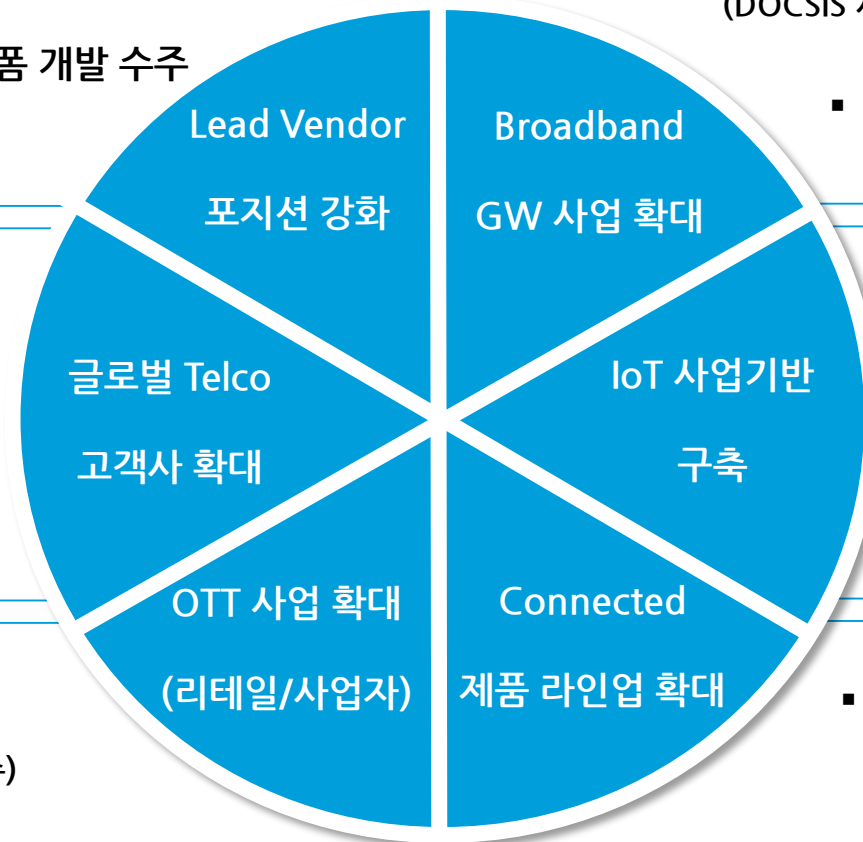 (DOCSIS
폼 개발 수주
Lead Vendor
포지션 강화
Broadband
GW 사업 확대
글로벌 Telco
고객사 확대
IoT 사업기반
구축
OTT 사업 확대
(리테일/사업자)
Connected
제품 라인업 확대